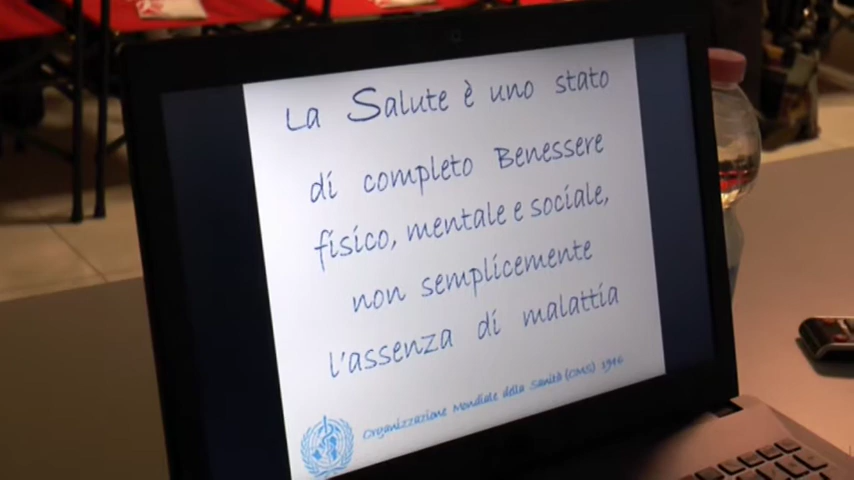 La Salute è uno stato
di completo Benessere
fisico, mentale e sociale,
non semplicemente
l'assenza di malattia
Organizzazione Mondiale della Sanità (OMS) 1946